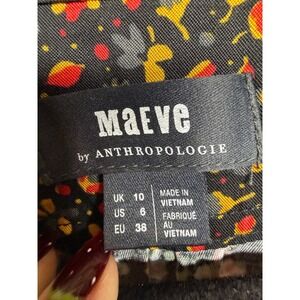 MAEVE
by ANTHROPOLOGIE
UK 10
US 6
EU 38
MADE IN
VIETNAM
FABRIQUÉ
AU
VIETNAM